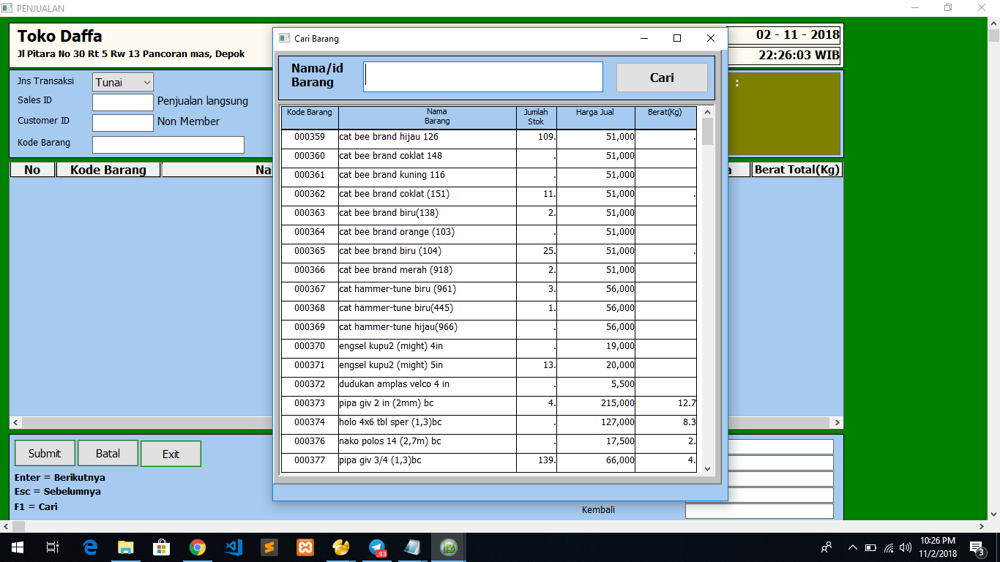 PENJUALAN
Toko Daffa
Jl Pitara No 30 Rt 5 Rw 13 Pancoran mas, Depok
02 - 11 - 2018
22:26:03 WIB
Jns Transaksi Tunai
Sales ID Penjualan langsung
Customer ID Non Member
Kode Barang
:
No Kode Barang Na a Berat Total(Kg)
Cari Barang
Nama/id
Barang
Cari
Kode Barang Nama Barang Jumlah Stok Harga Jual Berat(Kg)
000359 cat bee brand hijau 126 109. 51,000 .
000360 cat bee brand coklat 148 . 51,000
000361 cat bee brand kuning 116 . 51,000
000362 cat bee brand coklat (151) 11. 51,000 .
000363 cat bee brand biru(138) 2. 51,000
000364 cat bee brand orange (103) . 51,000
000365 cat bee brand biru (104) 25. 51,000 .
000366 cat bee brand merah (918) 2. 51,000
000367 cat hammer-tune biru (961) 3. 56,000
000368 cat hammer-tune biru(445) 1. 56,000
000369 cat hammer-tune hijau(966) . 56,000
000370 engsel kupu2 (might) 4in . 19,000
000371 engsel kupu2 (might) 5in 13. 20,000
000372 dudukan amplas velco 4 in . 5,500
000373 pipa giv 2 in (2mm) bc 4. 215,000 12.7
000374 holo 4x6 tbl sper (1,3)bc . 127,000 8.3
000376 nako polos 14 (2,7m) bc . 17,500 2.
000377 pipa giv 3/4 (1,3)bc 139. 66,000 4.
Submit Batal Exit
Enter = Berikutnya
Esc = Sebelumnya
F1 = Cari
Kembali
93
10:26 PM
11/2/2018
3